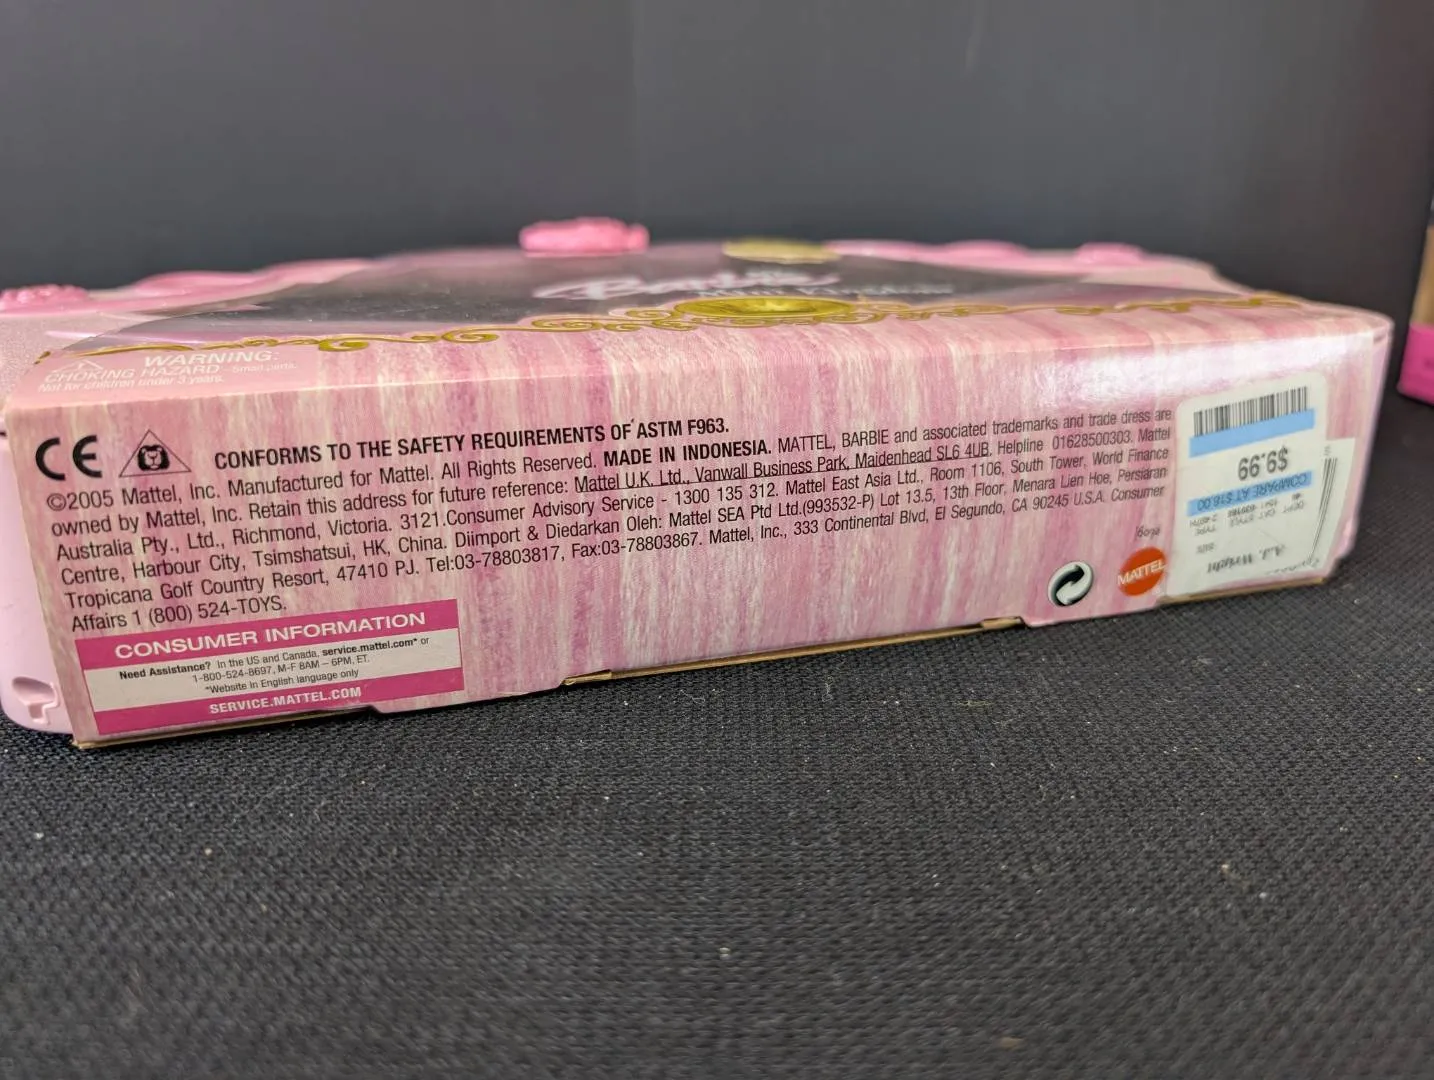 Barbie
WARNING:
CHOKING HAZARD - Small parts.
Not for children under 3 years.
CE
CONFORMS TO THE SAFETY REQUIREMENTS OF ASTM F963.
©2005 Mattel, Inc. Manufactured for Mattel. All Rights Reserved. MADE IN INDONESIA. MATTEL, BARBIE and associated trademarks and trade dress are
owned by Mattel, Inc. Retain this address for future reference: Mattel U.K. Ltd., Vanwall Business Park, Maidenhead SL6 4UB. Helpline 01628500303. Mattel
Australia Pty., Ltd., Richmond, Victoria. 3121.Consumer Advisory Service - 1300 135 312. Mattel East Asia Ltd., Room 1106, South Tower, World Finance
Centre, Harbour City, Tsimshatsui, HK, China. Diimport & Diedarkan Oleh: Mattel SEA Ptd Ltd.(993532-P) Lot 13.5, 13th Floor, Menara Lien Hoe, Persiaran
Tropicana Golf Country Resort, 47410 PJ. Tel:03-78803817, Fax:03-78803867. Mattel, Inc., 333 Continental Blvd, El Segundo, CA 90245 U.S.A. Consumer
Affairs 1 (800) 524-TOYS.
CONSUMER INFORMATION
Need Assistance? In the US and Canada, service.mattel.com* or
1-800-524-8697, M-F 8AM – 6PM, ET.
*Website in English language only
SERVICE.MATTEL.COM
MATTEL
$9.99
COMPARE AT $18.00
A.J. Wright